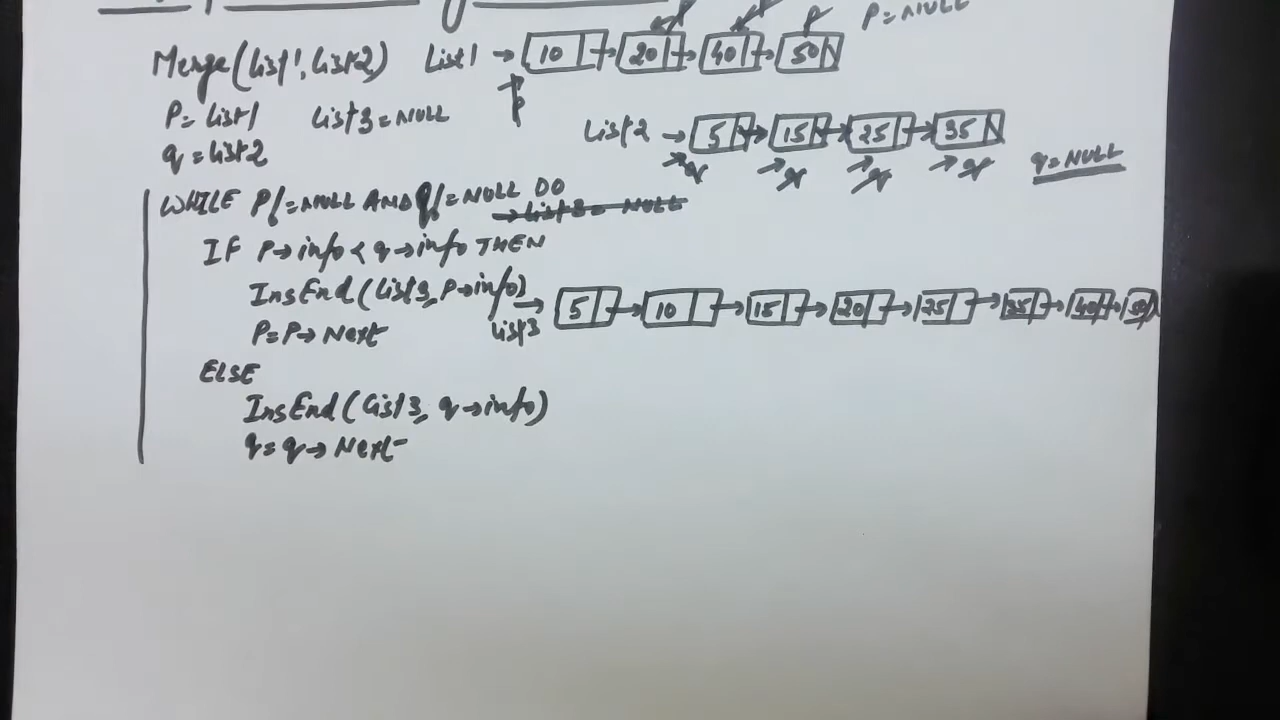 Merge(List1, List2) List1 → 10 → 20 → 40 → 50 P=NULL
P = List1 List3 = NULL
q = List2
List2 → 5 → 15 → 25 → 35
q = NULL
WHILE P!=NULL AND q!=NULL DO
→ List3 = NULL
IF P→info < q→info THEN
InsEnd(List3, P→info)
P=P→Next
List3 → 5 → 10 → 15 → 20 → 25 → 35 → 40 → 50
ELSE
InsEnd(List3, q→info)
q=q→Next